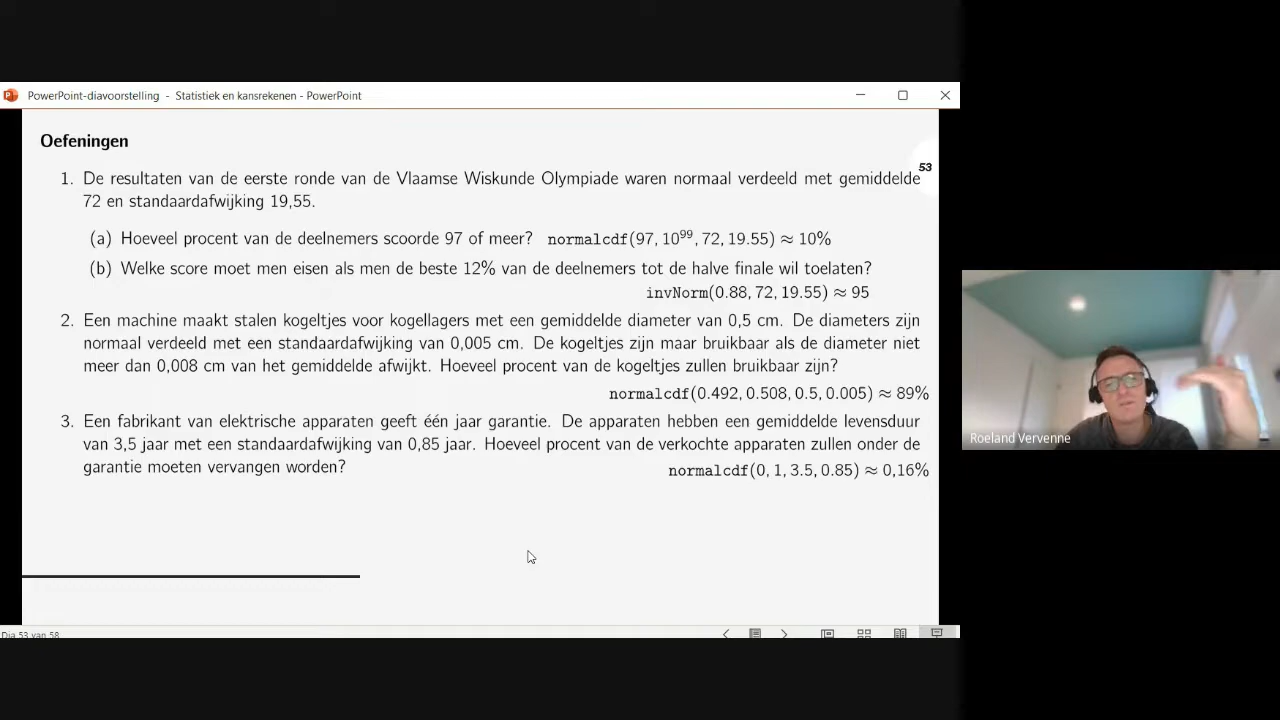 PowerPoint-diavoorstelling - Statistiek en kansrekenen - PowerPoint
Oefeningen
53
1. De resultaten van de eerste ronde van de Vlaamse Wiskunde Olympiade waren normaal verdeeld met gemiddelde
72 en standaardafwijking 19,55.
(a) Hoeveel procent van de deelnemers scoorde 97 of meer? normalcdf(97, 10⁹⁹, 72, 19.55) ≈ 10%
(b) Welke score moet men eisen als men de beste 12% van de deelnemers tot de halve finale wil toelaten?
invNorm(0.88, 72, 19.55) ≈ 95
2. Een machine maakt stalen kogeltjes voor kogellagers met een gemiddelde diameter van 0,5 cm. De diameters zijn
normaal verdeeld met een standaardafwijking van 0,005 cm. De kogeltjes zijn maar bruikbaar als de diameter niet
meer dan 0,008 cm van het gemiddelde afwijkt. Hoeveel procent van de kogeltjes zullen bruikbaar zijn?
normalcdf(0.492, 0.508, 0.5, 0.005) ≈ 89%
3. Een fabrikant van elektrische apparaten geeft één jaar garantie. De apparaten hebben een gemiddelde levensduur
van 3,5 jaar met een standaardafwijking van 0,85 jaar. Hoeveel procent van de verkochte apparaten zullen onder de
garantie moeten vervangen worden?
normalcdf(0, 1, 3.5, 0.85) ≈ 0,16%
Roeland Vervenne
Dia 53 van 58